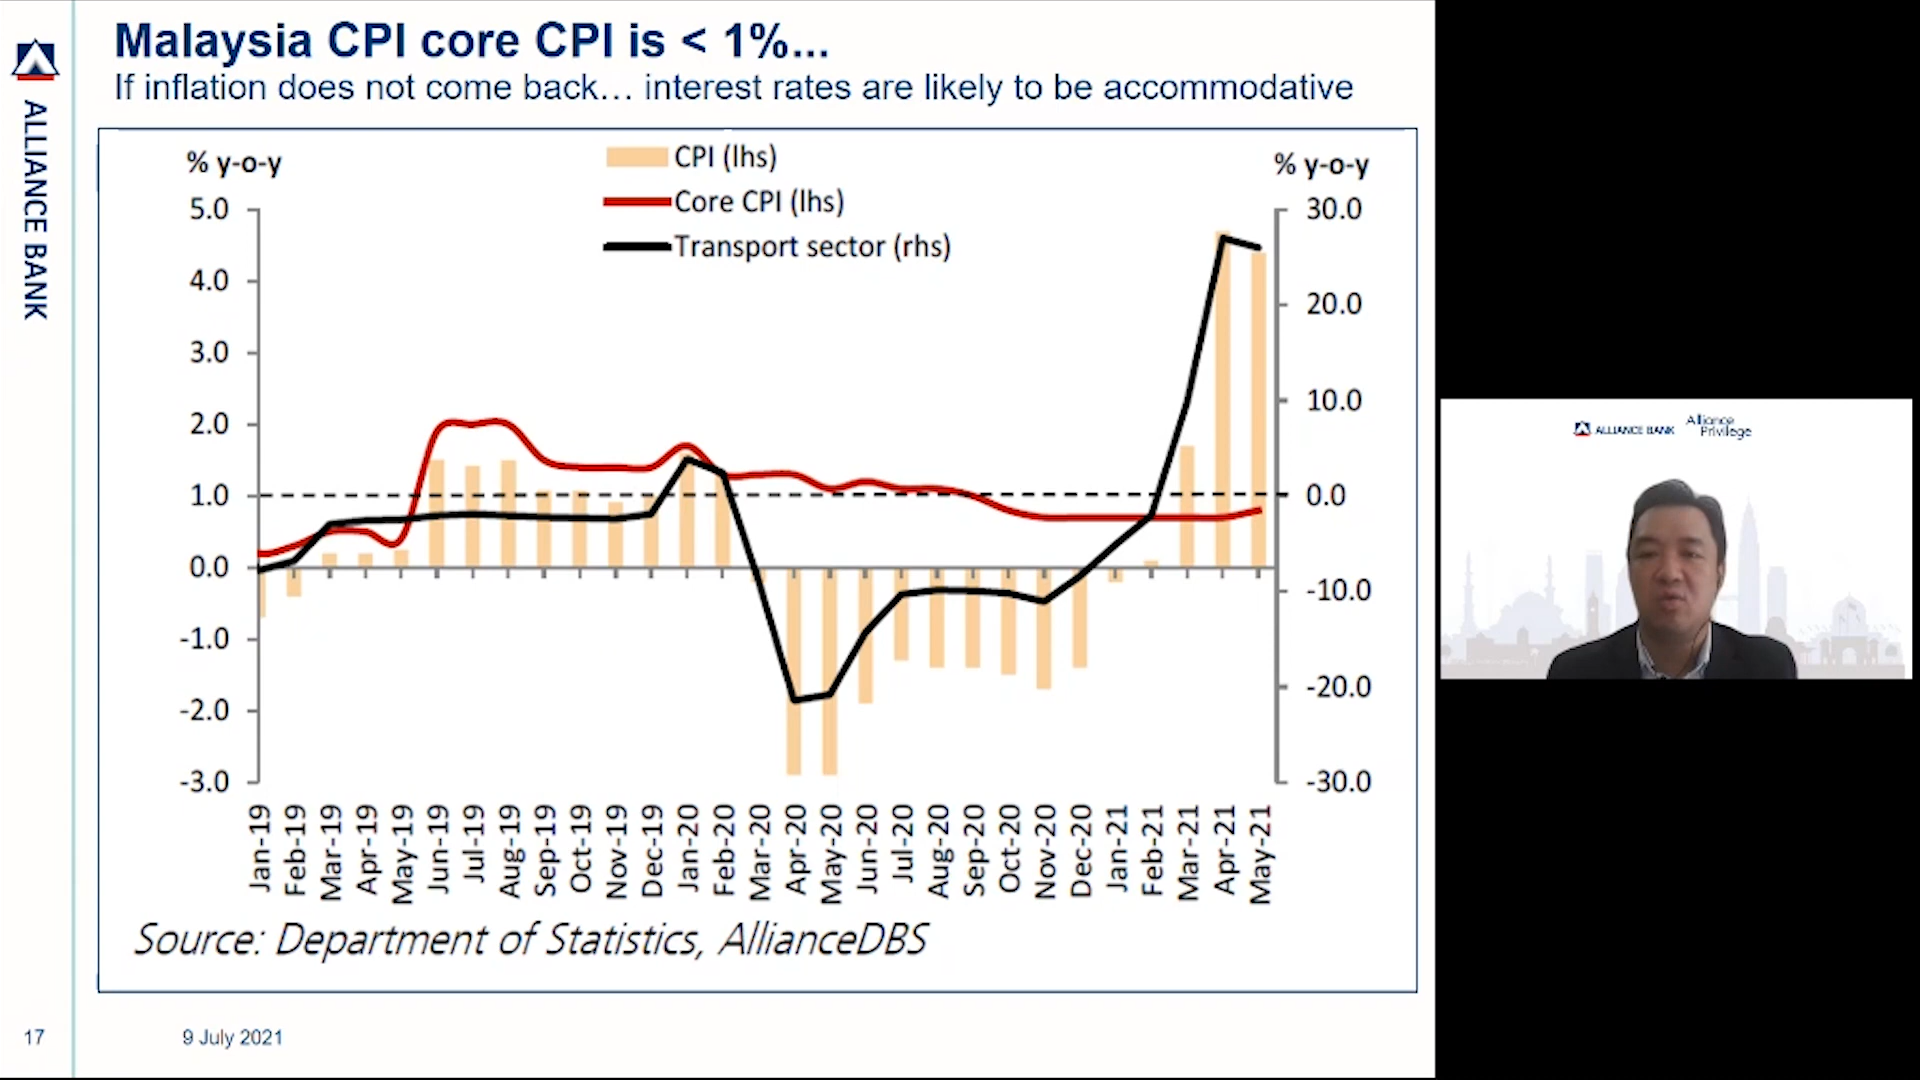 Malaysia CPI core CPI is < 1%...
If inflation does not come back... interest rates are likely to be accommodative
ALLIANCE BANK
% y-o-y
CPI (lhs)
Core CPI (lhs)
Transport sector (rhs)
% y-o-y
5.0
4.0
3.0
2.0
1.0
0.0
-1.0
-2.0
-3.0
30.0
20.0
10.0
0.0
-10.0
-20.0
-30.0
Jan-19
Feb-19
Mar-19
Apr-19
May-19
Jun-19
Jul-19
Aug-19
Sep-19
Oct-19
Nov-19
Dec-19
Jan-20
Feb-20
Mar-20
Apr-20
May-20
Jun-20
Jul-20
Aug-20
Sep-20
Oct-20
Nov-20
Dec-20
Jan-21
Feb-21
Mar-21
Apr-21
May-21
Source: Department of Statistics, AllianceDBS
17
9 July 2021
ALLIANCE BANK
Alliance
Privilege